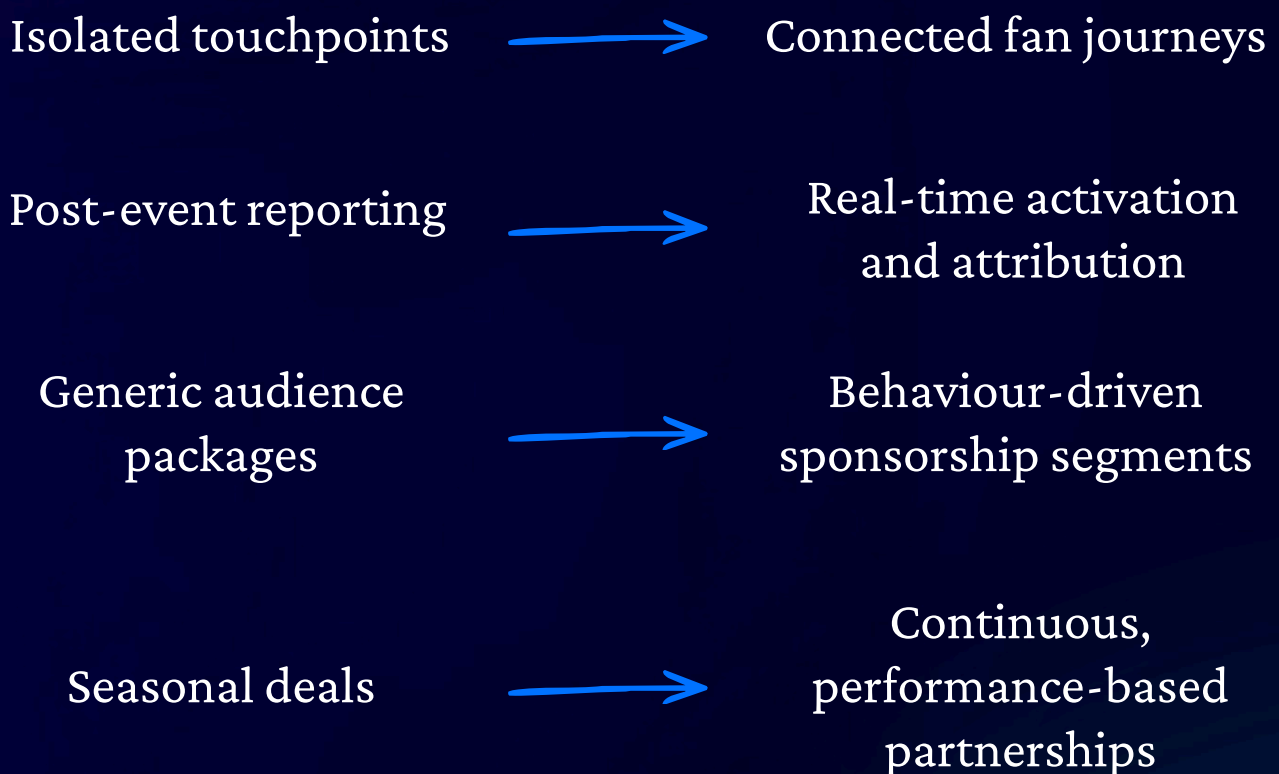 Isolated touchpoints
Connected fan journeys
Post-event reporting
Real-time activation
and attribution
Generic audience
packages
Behaviour-driven
sponsorship segments
Seasonal deals
Continuous,
performance-based
partnerships